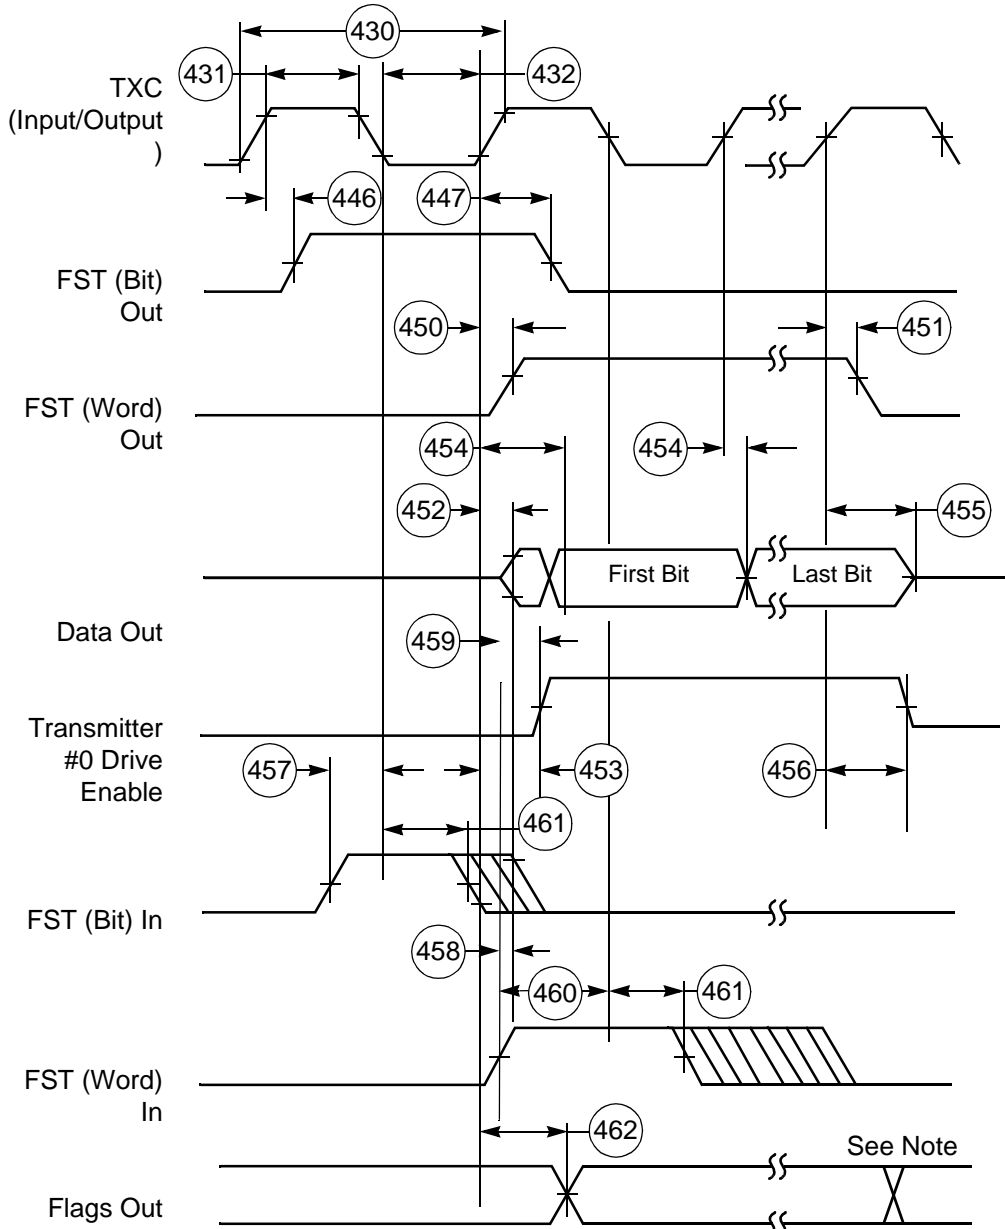 430
431
432
TXC
(Input/Output
)
446
447
FST (Bit)
Out
450
451
FST (Word)
Out
454
454
452
455
First Bit
Last Bit
Data Out
459
Transmitter
#0 Drive
Enable
457
453
456
461
FST (Bit) In
458
460
461
FST (Word)
In
462
See Note
Flags Out